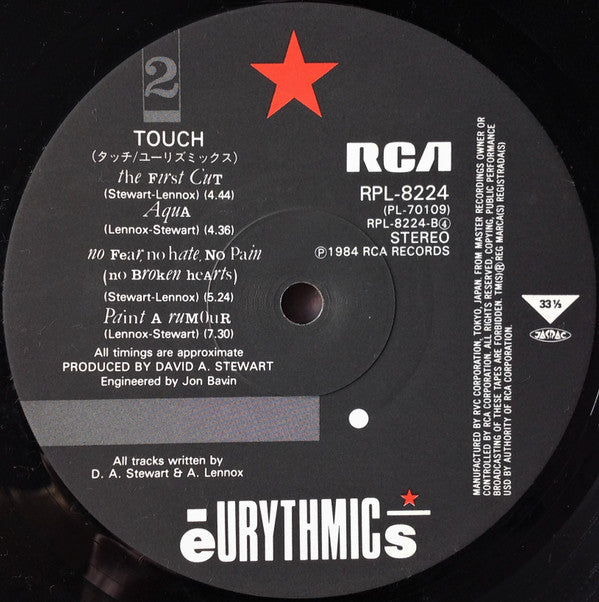 2
TOUCH
(タッチ/ユーリズミックス)
the First Cut
(Stewart-Lennox) (4.44)
Aqua
(Lennox-Stewart) (4.36)
no Fear, no hate, No Pain
(no Broken heArts)
(Stewart-Lennox) (5.24)
Paint A rumOur
(Lennox-Stewart) (7.30)
All timings are approximate
PRODUCED BY DAVID A. STEWART
Engineered by Jon Bavin
All tracks written by
D. A. Stewart & A. Lennox
RCA
RPL-8224
(PL-70109)
RPL-8224-B④
STEREO
Ⓟ1984 RCA RECORDS
33⅓
JASRAC
MANUFACTURED BY RVC CORPORATION, TOKYO, JAPAN, FROM MASTER RECORDINGS OWNED OR
CONTROLLED BY RCA CORPORATION. ALL RIGHTS RESERVED, COPYING, PUBLIC PERFORMANCE
BROADCASTING OF THESE TAPES ARE FORBIDDEN. TM(S)® REG MARCA(S) REGISTRADA(S)
USD BY AUTHORITY OF RCA CORPORATION.
eURYTHMICs